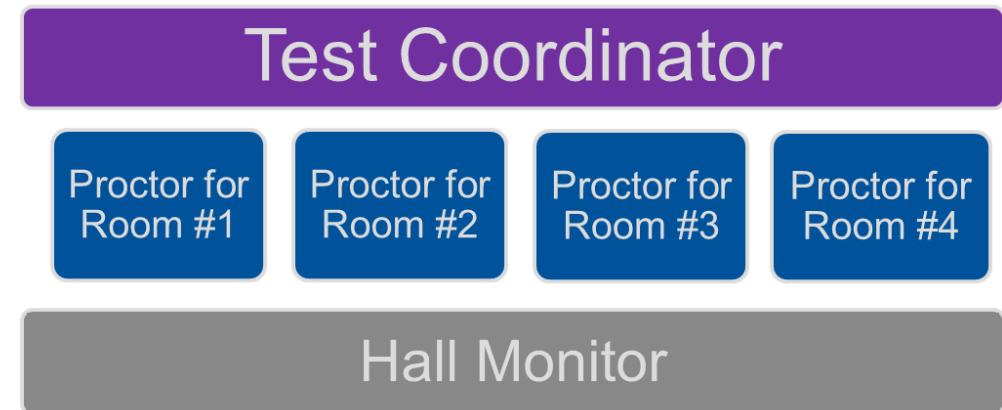 Test Coordinator
Proctor for
Room #1
Proctor for
Room #2
Proctor for
Room #3
Proctor for
Room #4
Hall Monitor